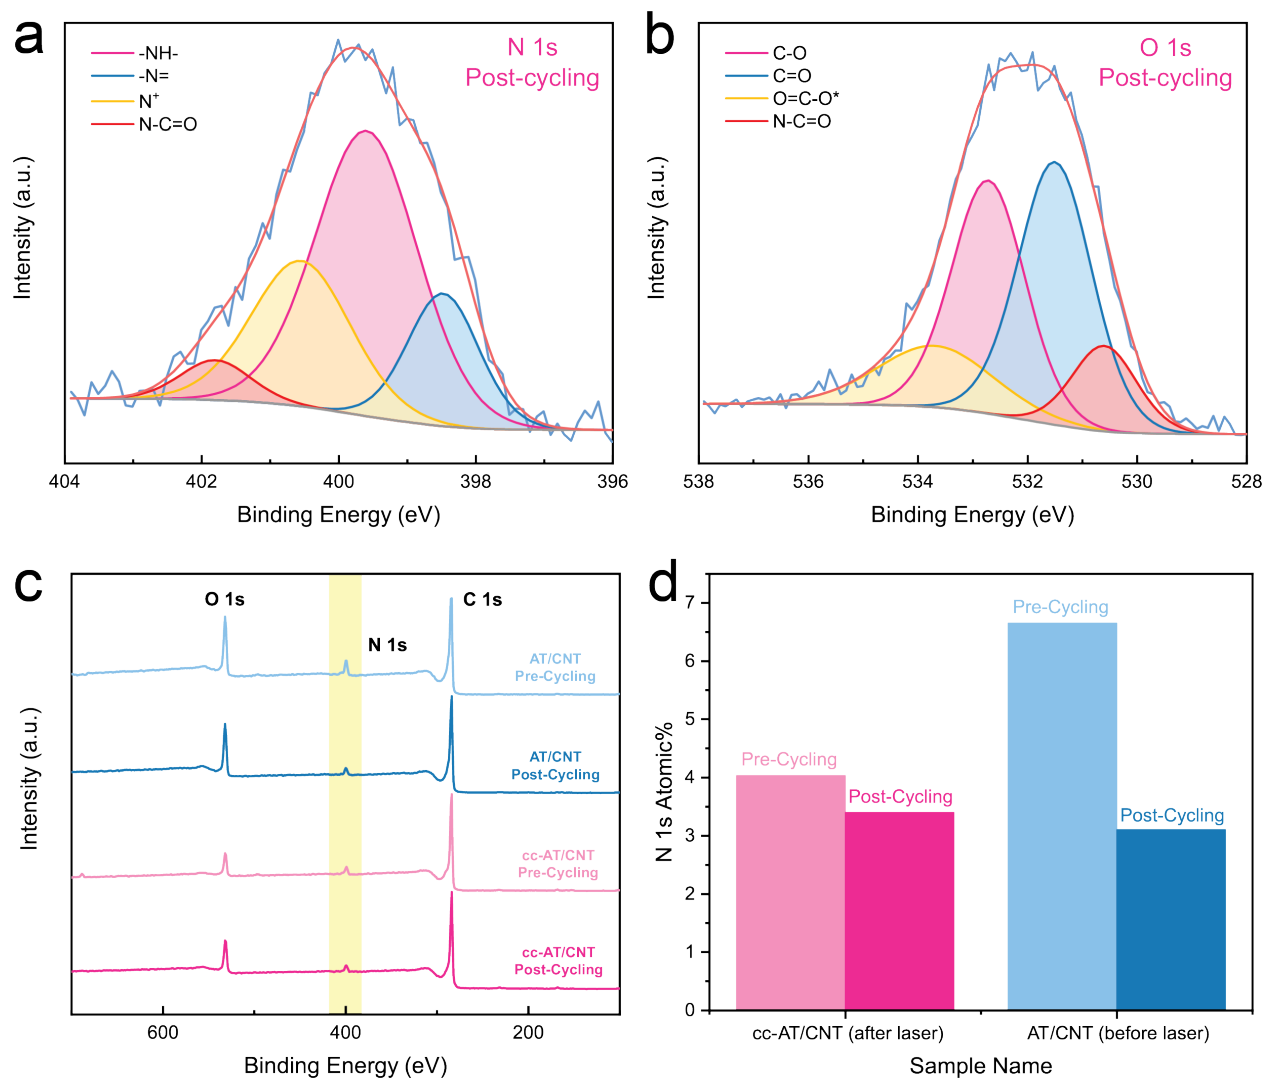 a
N 1s
Post-cycling
-NH-
-N=
N⁺
N-C=O
Intensity (a.u.)
404
402
400
398
396
Binding Energy (eV)
b
O 1s
Post-cycling
C-O
C=O
O=C-O*
N-C=O
Intensity (a.u.)
538
536
534
532
530
528
Binding Energy (eV)
c
O 1s
N 1s
C 1s
AT/CNT
Pre-Cycling
AT/CNT
Post-Cycling
cc-AT/CNT
Pre-Cycling
cc-AT/CNT
Post-Cycling
Intensity (a.u.)
600
400
200
Binding Energy (eV)
d
7
6
5
4
3
2
1
0
N 1s Atomic%
Pre-Cycling
Post-Cycling
Pre-Cycling
Post-Cycling
cc-AT/CNT (after laser)
AT/CNT (before laser)
Sample Name